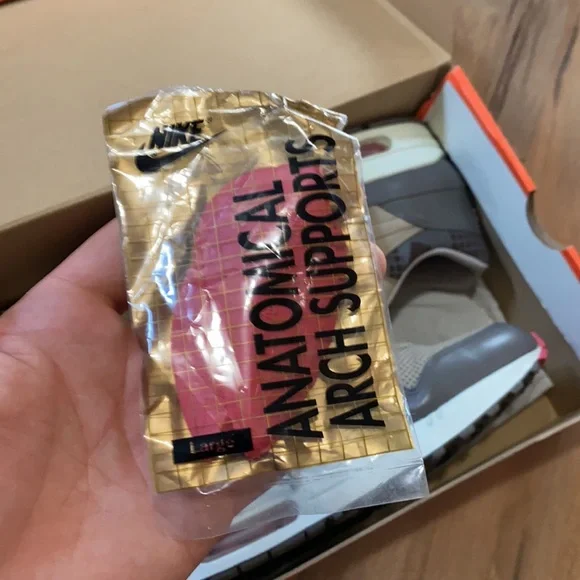 NIKE
ANATOMICAL
ARCH SUPPORTS
Large